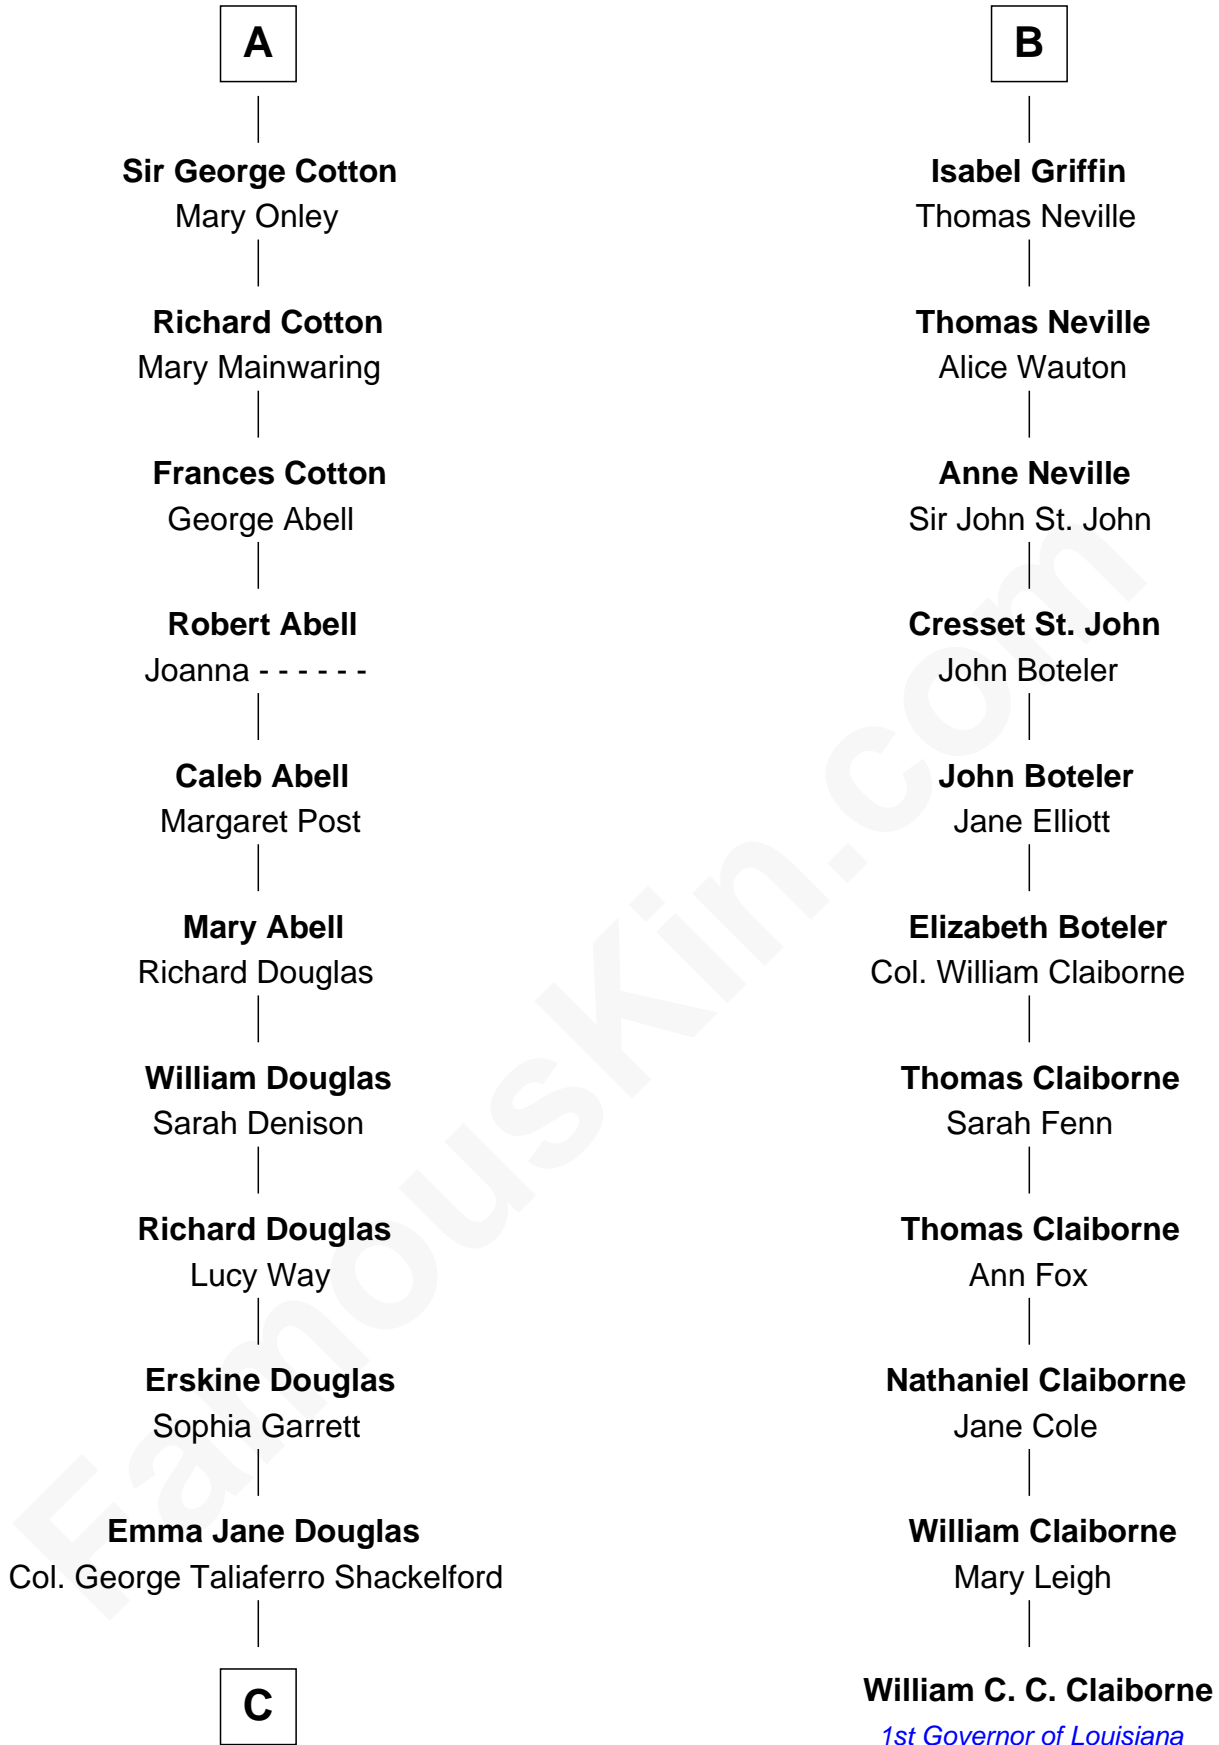 A
Sir George Cotton
Mary Onley
Richard Cotton
Mary Mainwaring
Frances Cotton
George Abell
Robert Abell
Joanna - - - - - -
Caleb Abell
Margaret Post
Mary Abell
Richard Douglas
William Douglas
Sarah Denison
Richard Douglas
Lucy Way
Erskine Douglas
Sophia Garrett
Emma Jane Douglas
Col. George Taliaferro Shackelford
C
B
Isabel Griffin
Thomas Neville
Thomas Neville
Alice Wauton
Anne Neville
Sir John St. John
Cresset St. John
John Boteler
John Boteler
Jane Elliott
Elizabeth Boteler
Col. William Claiborne
Thomas Claiborne
Sarah Fenn
Thomas Claiborne
Ann Fox
Nathaniel Claiborne
Jane Cole
William Claiborne
Mary Leigh
William C. C. Claiborne
1st Governor of Louisiana
FamousKin.com